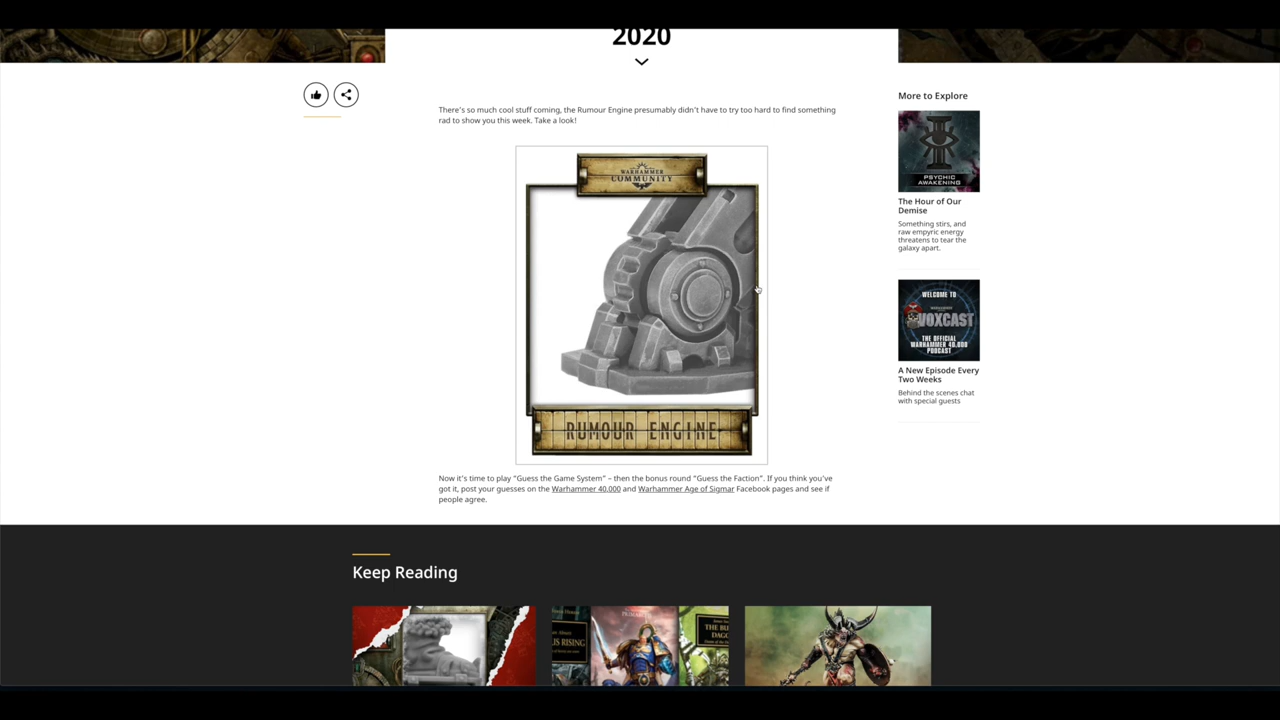 2020
There's so much cool stuff coming, the Rumour Engine presumably didn't have to try too hard to find something
rad to show you this week. Take a look!
WARHAMMER
COMMUNITY
RUMOUR ENGINE
Now it's time to play "Guess the Game System" – then the bonus round "Guess the Faction". If you think you've
got it, post your guesses on the Warhammer 40,000 and Warhammer Age of Sigmar Facebook pages and see if
people agree.
More to Explore
PSYCHIC
AWAKENING
The Hour of Our
Demise
Something stirs, and
raw empyric energy
threatens to tear the
galaxy apart.
WELCOME TO
VOXCAST
THE OFFICIAL
WARHAMMER 40,000
PODCAST
A New Episode Every
Two Weeks
Behind the scenes chat
with special guests
Keep Reading
RISING